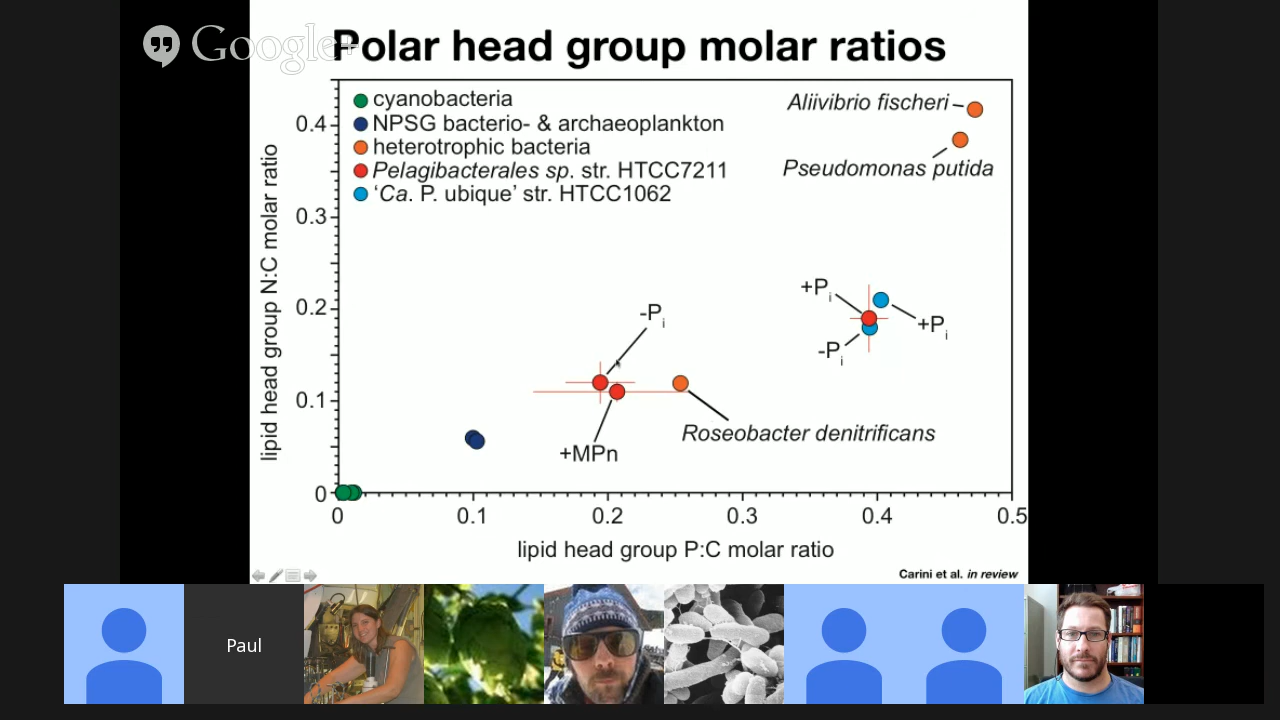 Google+
Polar head group molar ratios
cyanobacteria
NPSG bacterio- & archaeoplankton
heterotrophic bacteria
Pelagibacterales sp. str. HTCC7211
‘Ca. P. ubique’ str. HTCC1062
Aliivibrio fischeri
Pseudomonas putida
+Pi
+Pi
-Pi
-Pi
+MPn
Roseobacter denitrificans
lipid head group N:C molar ratio
0.4
0.3
0.2
0.1
0
0
0.1
0.2
0.3
0.4
0.5
lipid head group P:C molar ratio
Carini et al. in review
Paul